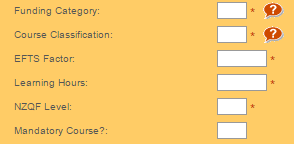 Funding Category: * ?
Course Classification: * ?
EFTS Factor: *
Learning Hours: *
NZQF Level: *
Mandatory Course?: